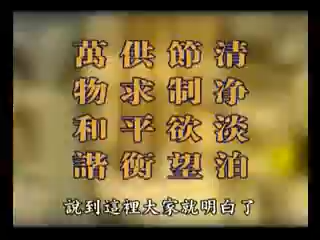 清净淡泊
節制欲望
供求平衡
萬物和諧
說到這裡大家就明白了